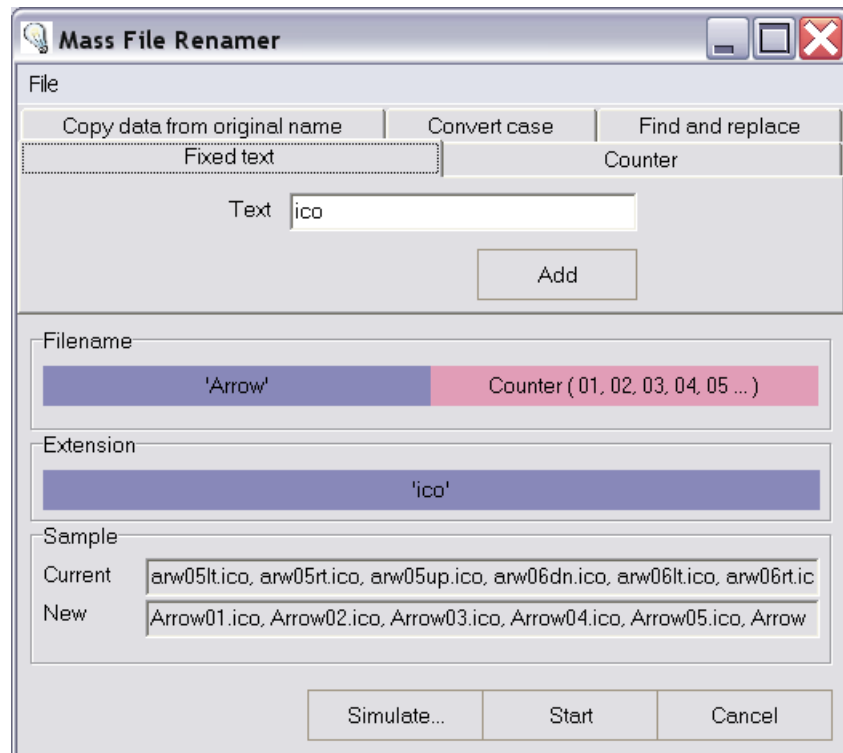 Mass File Renamer
File
Copy data from original name Convert case Find and replace
Fixed text Counter
Text ico
Add
Filename
'Arrow' Counter ( 01, 02, 03, 04, 05 ... )
Extension
'ico'
Sample
Current arw05lt.ico, arw05rt.ico, arw05up.ico, arw06dn.ico, arw06lt.ico, arw06rt.ic
New Arrow01.ico, Arrow02.ico, Arrow03.ico, Arrow04.ico, Arrow05.ico, Arrow
Simulate... Start Cancel